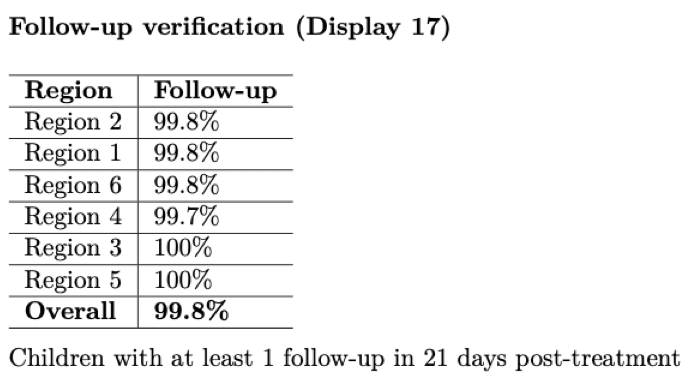 Follow-up verification (Display 17)
Region Follow-up
Region 2 99.8%
Region 1 99.8%
Region 6 99.8%
Region 4 99.7%
Region 3 100%
Region 5 100%
Overall 99.8%
Children with at least 1 follow-up in 21 days post-treatment